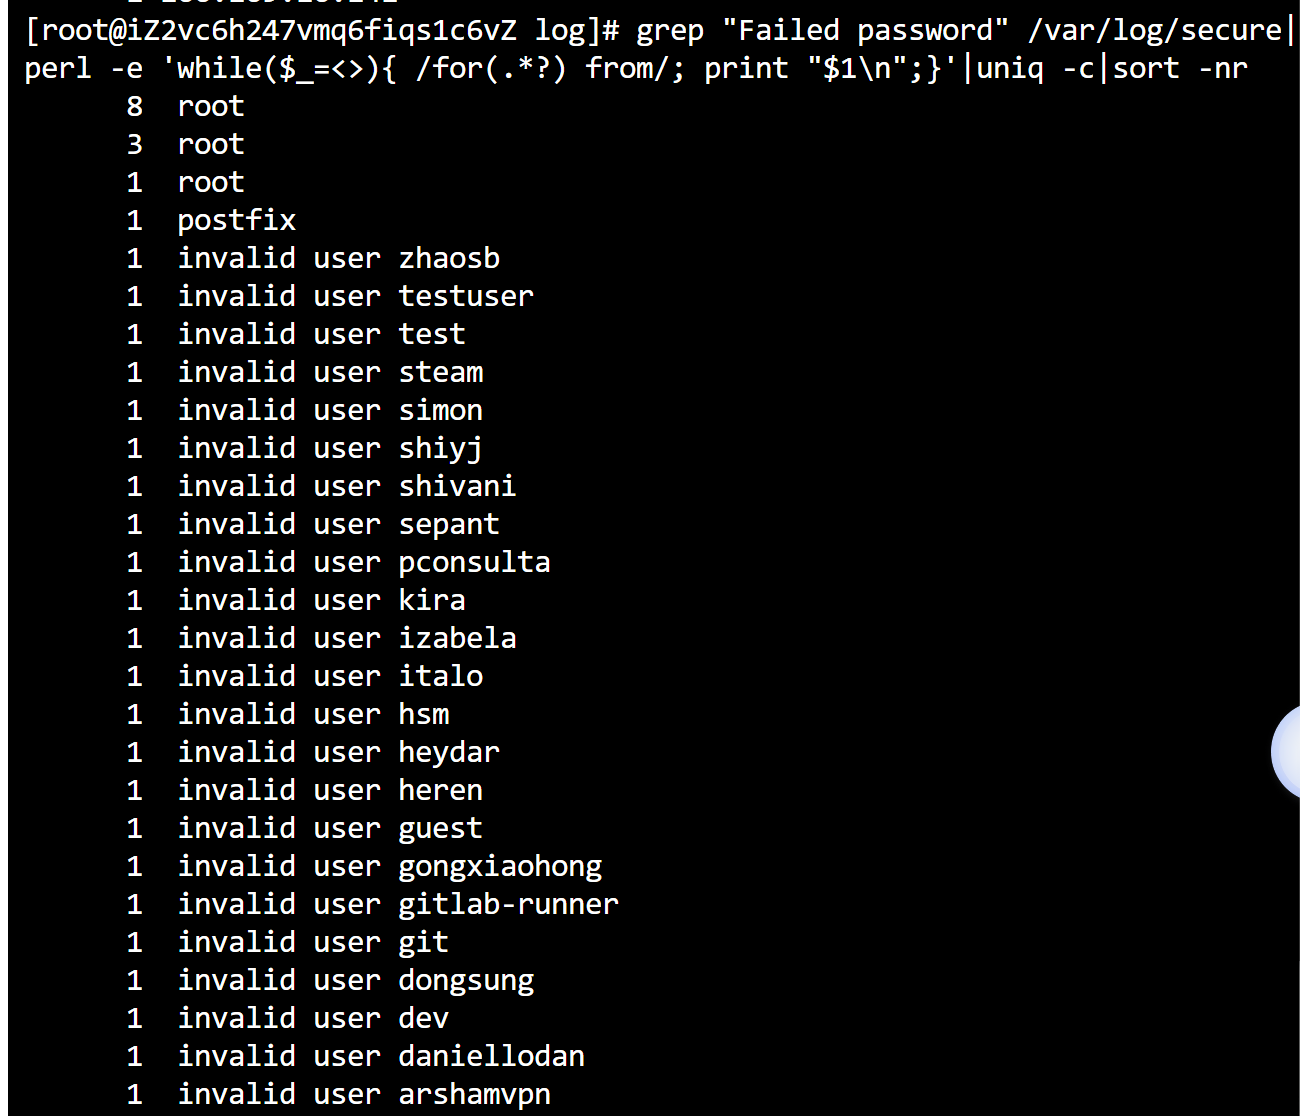 [root@iZ2vc6h247vmq6fiqs1c6vZ log]# grep "Failed password" /var/log/secure|
perl -e 'while($_=<>){ /for(.*?) from/; print "$1\n";}'|uniq -c|sort -nr
8 root
3 root
1 root
1 postfix
1 invalid user zhaosb
1 invalid user testuser
1 invalid user test
1 invalid user steam
1 invalid user simon
1 invalid user shiyj
1 invalid user shivani
1 invalid user sepant
1 invalid user pconsulta
1 invalid user kira
1 invalid user izabela
1 invalid user italo
1 invalid user hsm
1 invalid user heydar
1 invalid user heren
1 invalid user guest
1 invalid user gongxiaohong
1 invalid user gitlab-runner
1 invalid user git
1 invalid user dongsung
1 invalid user dev
1 invalid user daniellodan
1 invalid user arshamvpn